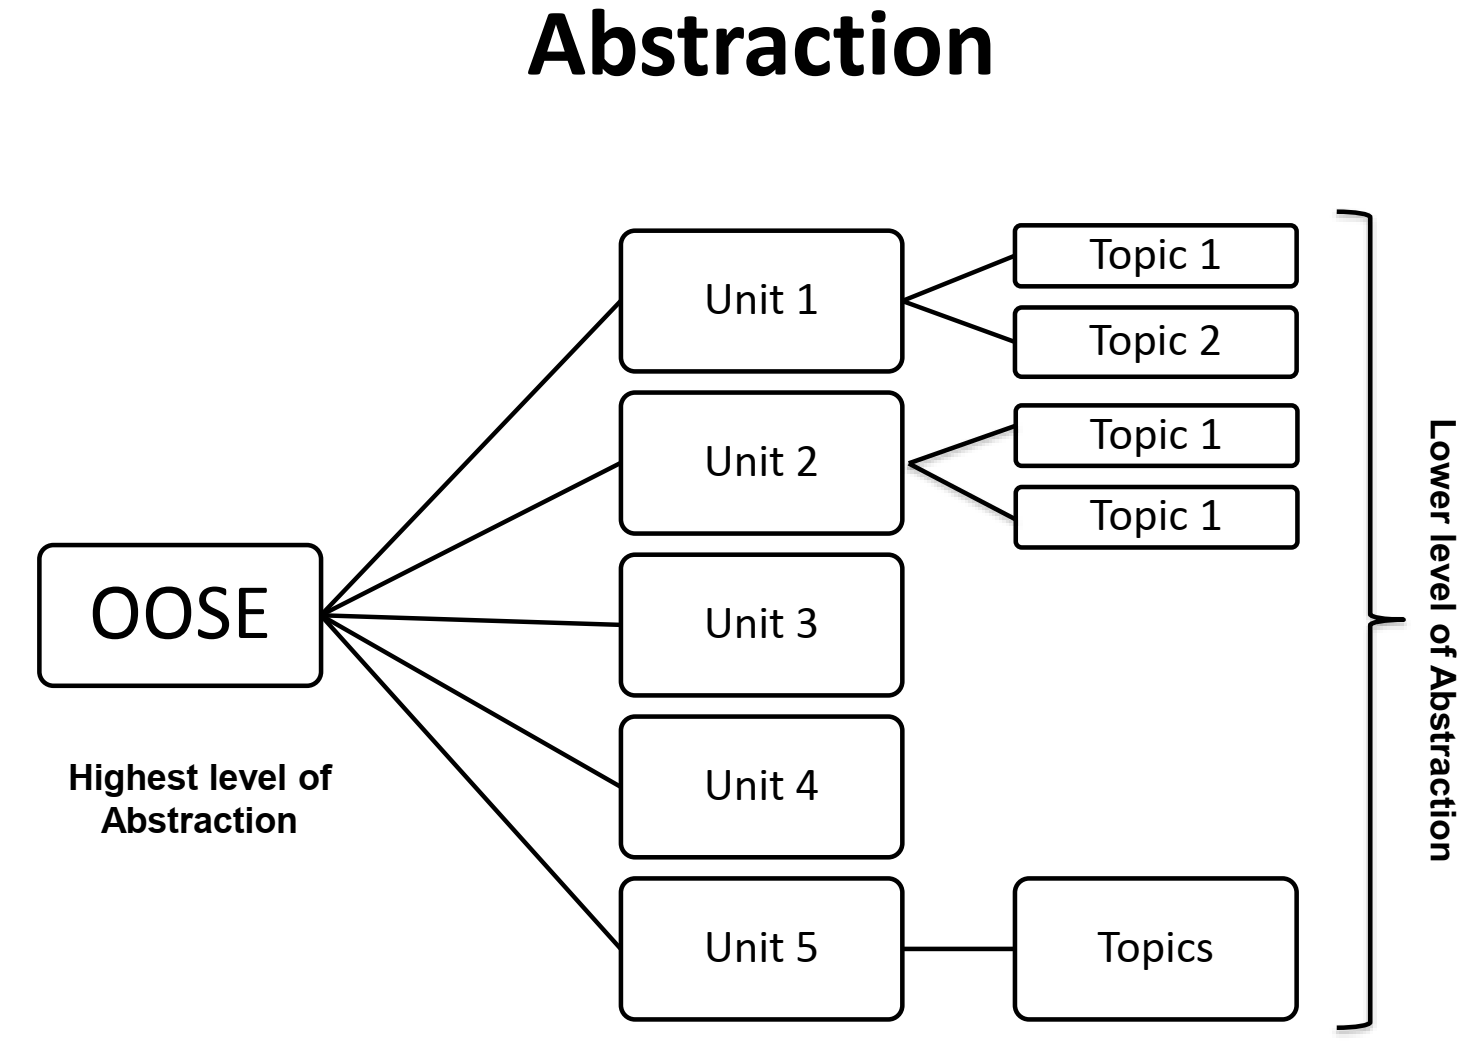 Abstraction
OOSE
Highest level of
Abstraction
Unit 1
Topic 1
Topic 2
Unit 2
Topic 1
Topic 1
Unit 3
Unit 4
Unit 5
Topics
Lower level of Abstraction